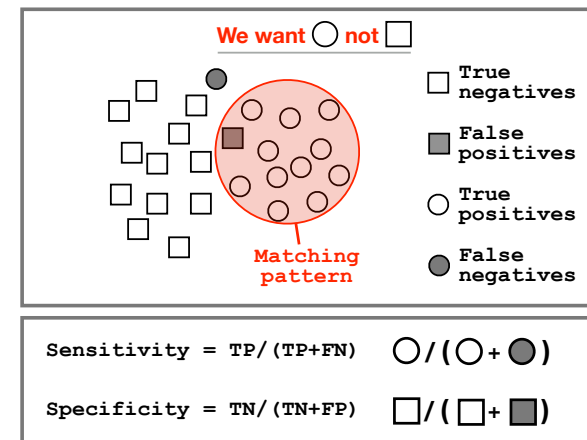 We want not
True
negatives
False
positives
True
positives
False
negatives
Matching
pattern
Sensitivity = TP/(TP+FN) /( + )
Specificity = TN/(TN+FP) /( + )